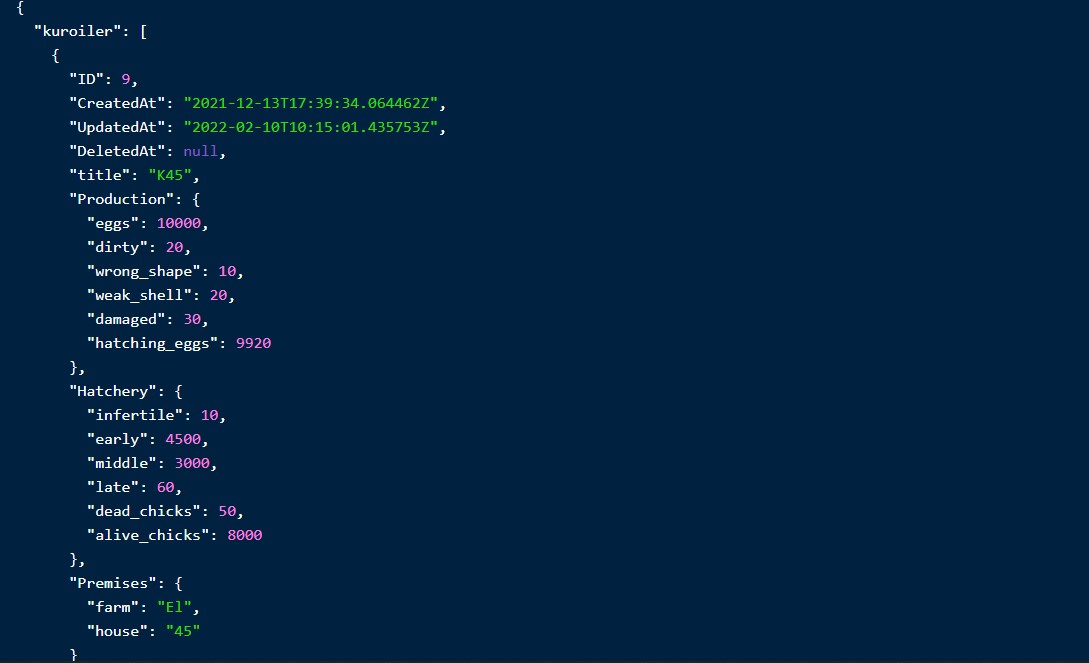 {
  "kuroiler": [
    {
      "ID": 9,
      "CreatedAt": "2021-12-13T17:39:34.064462Z",
      "UpdatedAt": "2022-02-10T10:15:01.435753Z",
      "DeletedAt": null,
      "title": "K45",
      "Production": {
        "eggs": 10000,
        "dirty": 20,
        "wrong_shape": 10,
        "weak_shell": 20,
        "damaged": 30,
        "hatching_eggs": 9920
      },
      "Hatchery": {
        "infertile": 10,
        "early": 4500,
        "middle": 3000,
        "late": 60,
        "dead_chicks": 50,
        "alive_chicks": 8000
      },
      "Premises": {
        "farm": "El",
        "house": "45"
      }